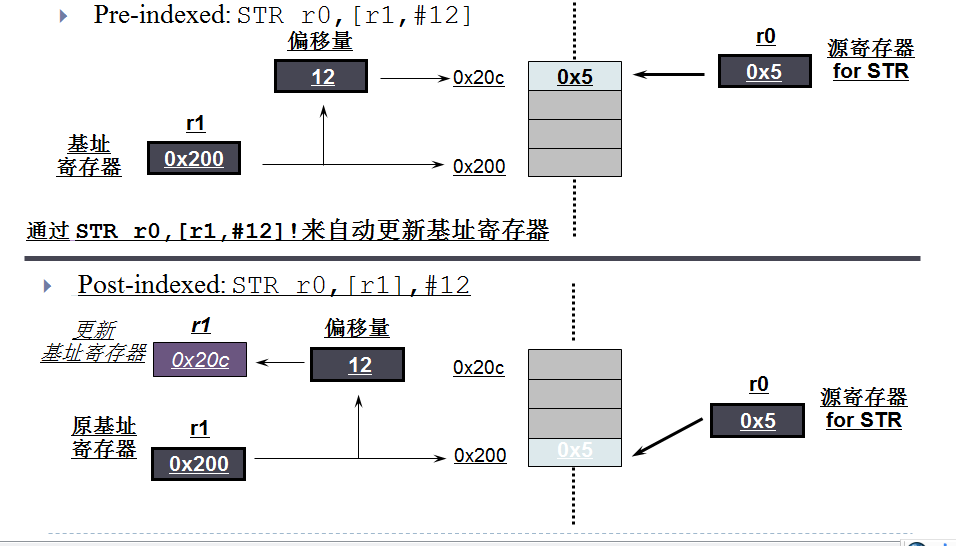 Pre-indexed: STR r0,[r1,#12]
偏移量
12
0x20c
0x5
r0
0x5
源寄存器
for STR
r1
基址
寄存器
0x200
0x200
通过 STR r0,[r1,#12]!来自动更新基址寄存器
Post-indexed: STR r0,[r1],#12
更新
基址寄存器
r1
0x20c
偏移量
12
0x20c
r0
0x5
源寄存器
for STR
原基址
寄存器
r1
0x200
0x200
0x5